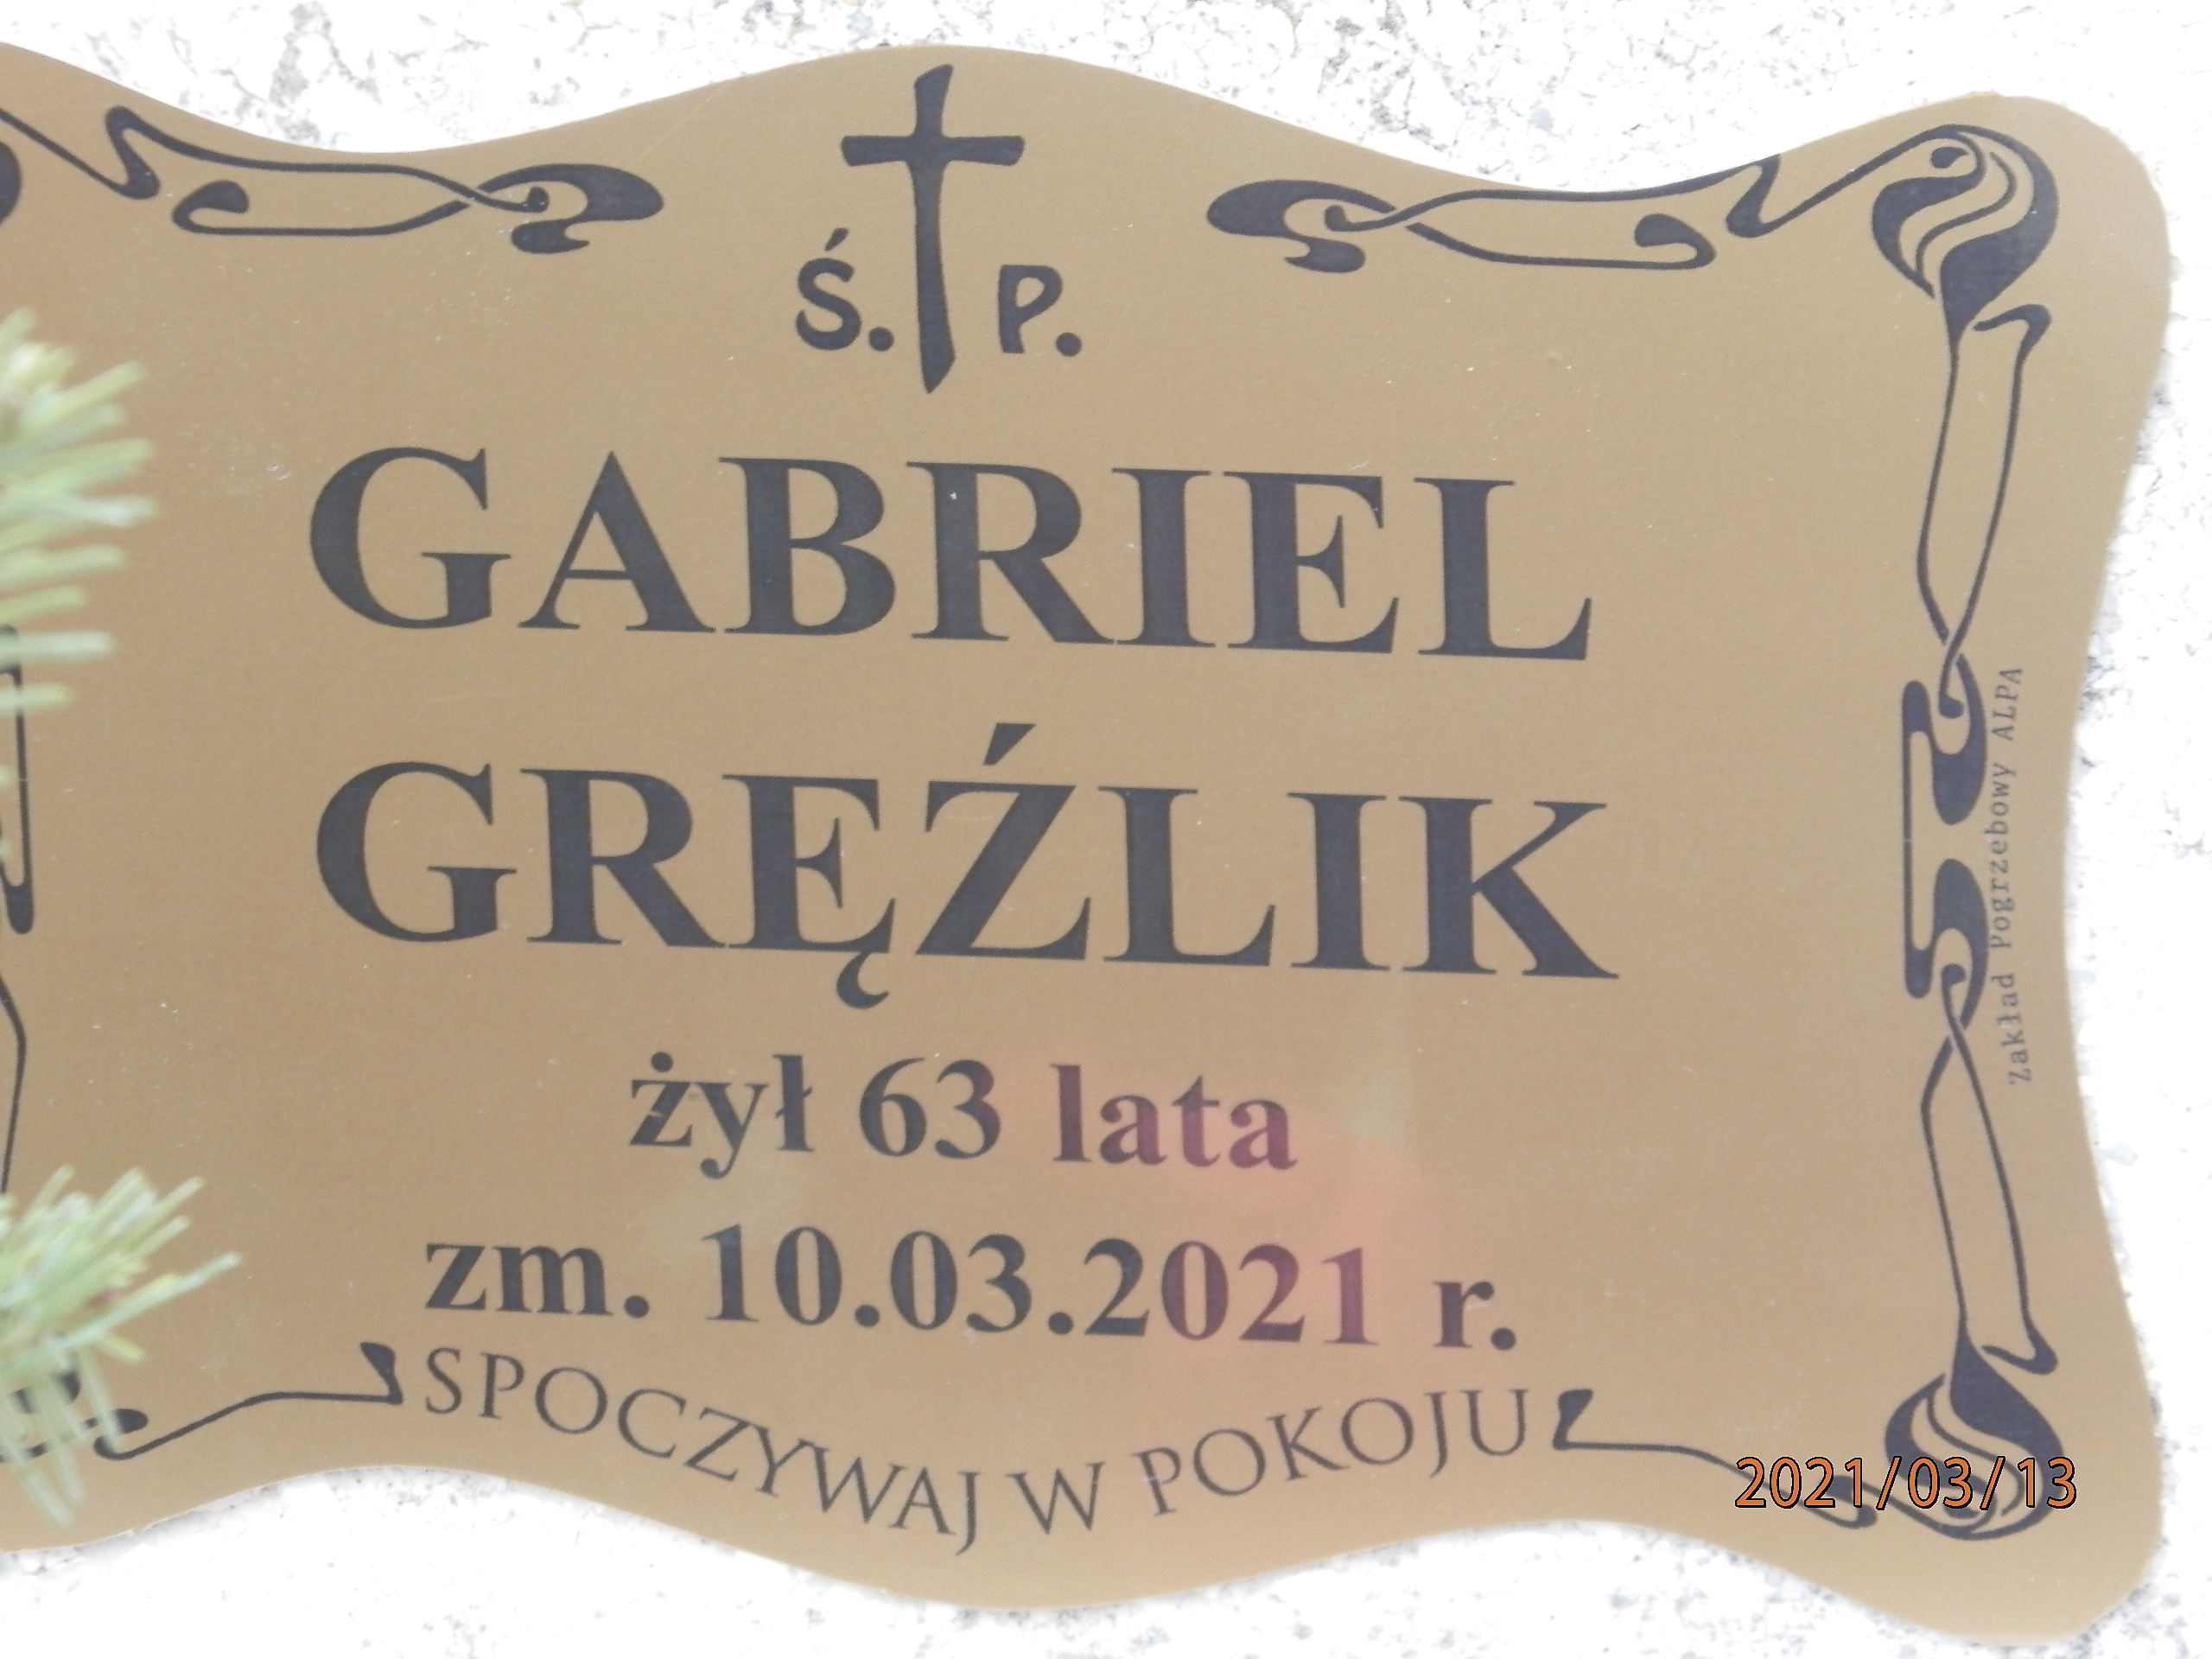 Ś. P.
GABRIEL
GRĘŹLIK
żył 63 lata
zm. 10.03.2021 r.
SPOCZYWAJ W POKOJU
Zakład Pogrzebowy ALPA
2021/03/13